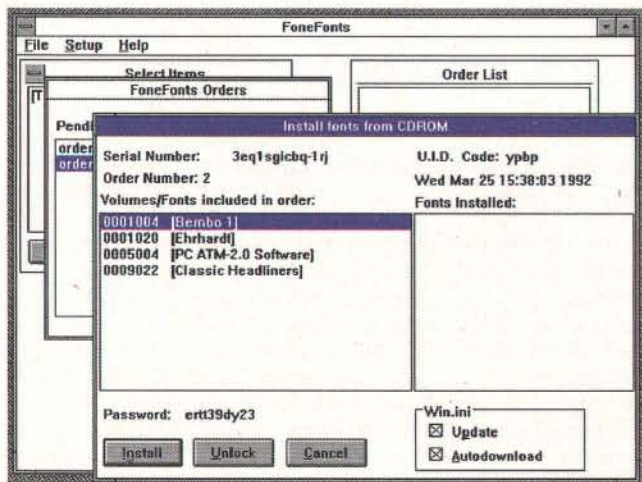 FoneFonts
File Setup Help
Select Items
Order List
FoneFonts Orders
Install fonts from CDROM
Serial Number: 3eq1sgicbq-1rj
U.I.D. Code: ypbp
Order Number: 2
Wed Mar 25 15:38:03 1992
Volumes/Fonts included in order:
Fonts Installed:
0001004 [Bembo 1]
0001020 [Ehrhardt]
0005004 [PC ATM-2.0 Software]
0009022 [Classic Headliners]
Password: ertt39dy23
Win.ini
Update
Autodownload
Install Unlock Cancel